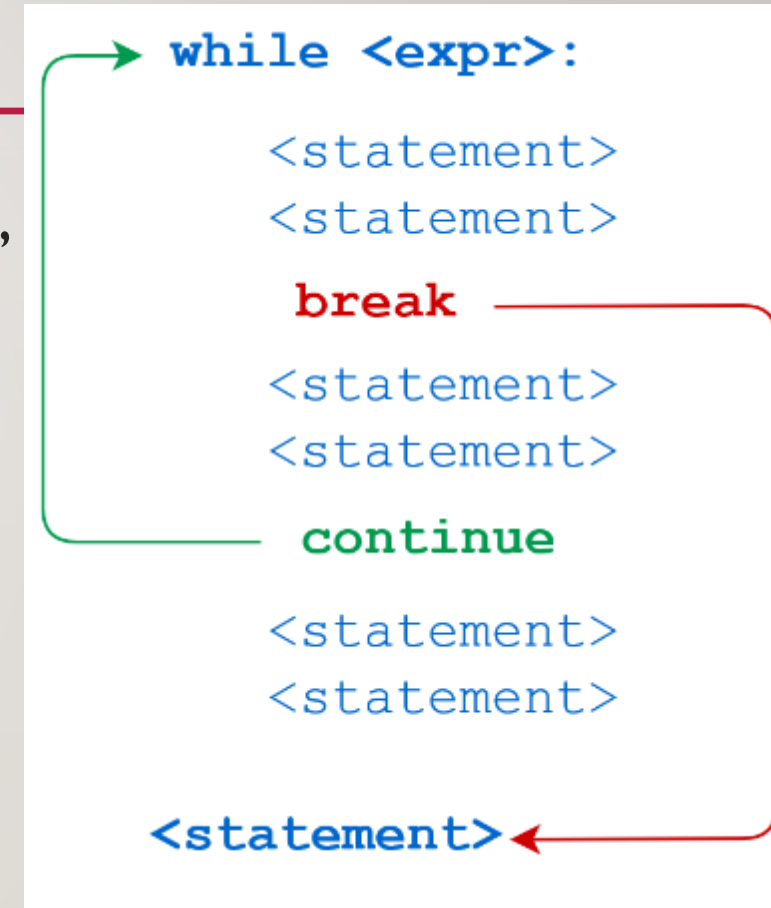 while <expr>:
<statement>
<statement>
,
break
<statement>
<statement>
continue
<statement>
<statement>
<statement>